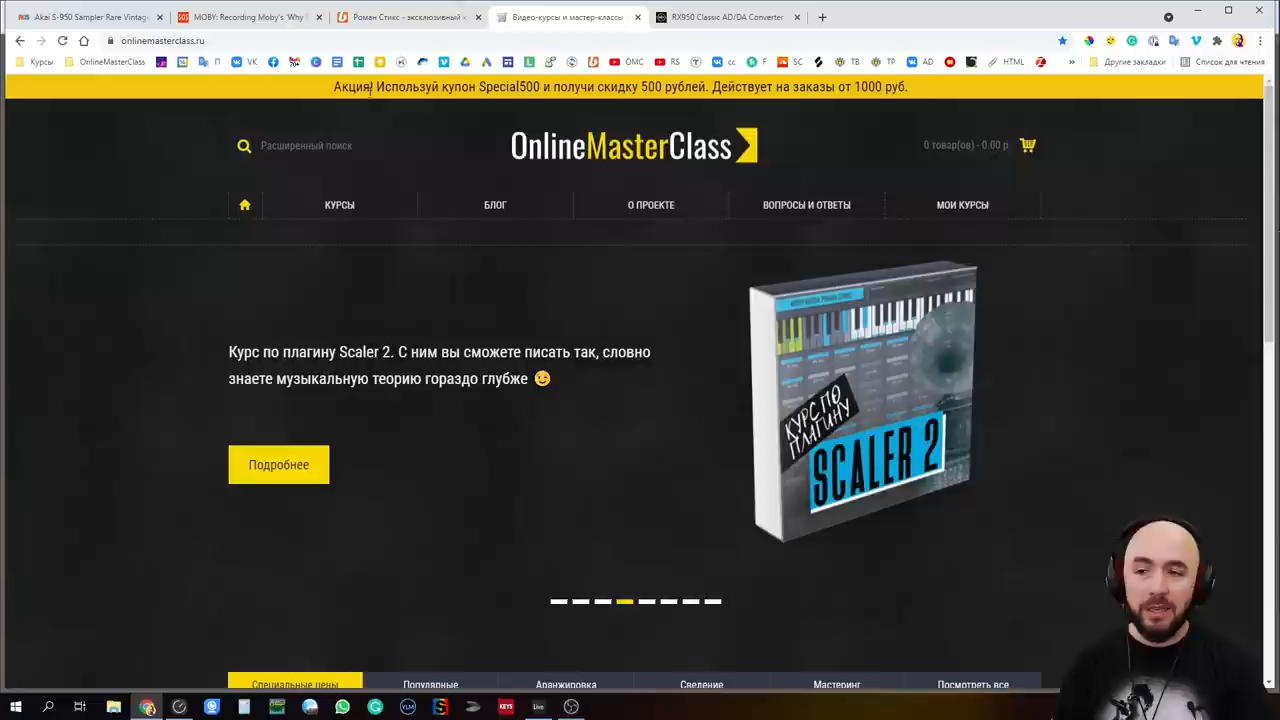 Akai S-950 Sampler Rare Vintage
MOBY: Recording Moby's 'Why
Роман Стикс - эксклюзивный к
Видео-курсы и мастер-классы
RX950 Classic AD/DA Converter
onlinemasterclass.ru
Курсы
OnlineMasterClass
П
VK
OMC
RS
cc
F
SC
TB
TP
AD
HTML
Другие закладки
Список для чтения
Акция! Используй купон Special500 и получи скидку 500 рублей. Действует на заказы от 1000 руб.
Расширенный поиск
OnlineMasterClass
0 товар(ов) - 0.00 р
КУРСЫ
БЛОГ
О ПРОЕКТЕ
ВОПРОСЫ И ОТВЕТЫ
МОИ КУРСЫ
Курс по плагину Scaler 2. С ним вы сможете писать так, словно
знаете музыкальную теорию гораздо глубже
Подробнее
КУРС ПО
ПЛАГИНУ
SCALER 2
Специальные цены
Популярные
Аранжировка
Сведение
Мастеринг
Посмотреть все
YLM
KEYS
Live